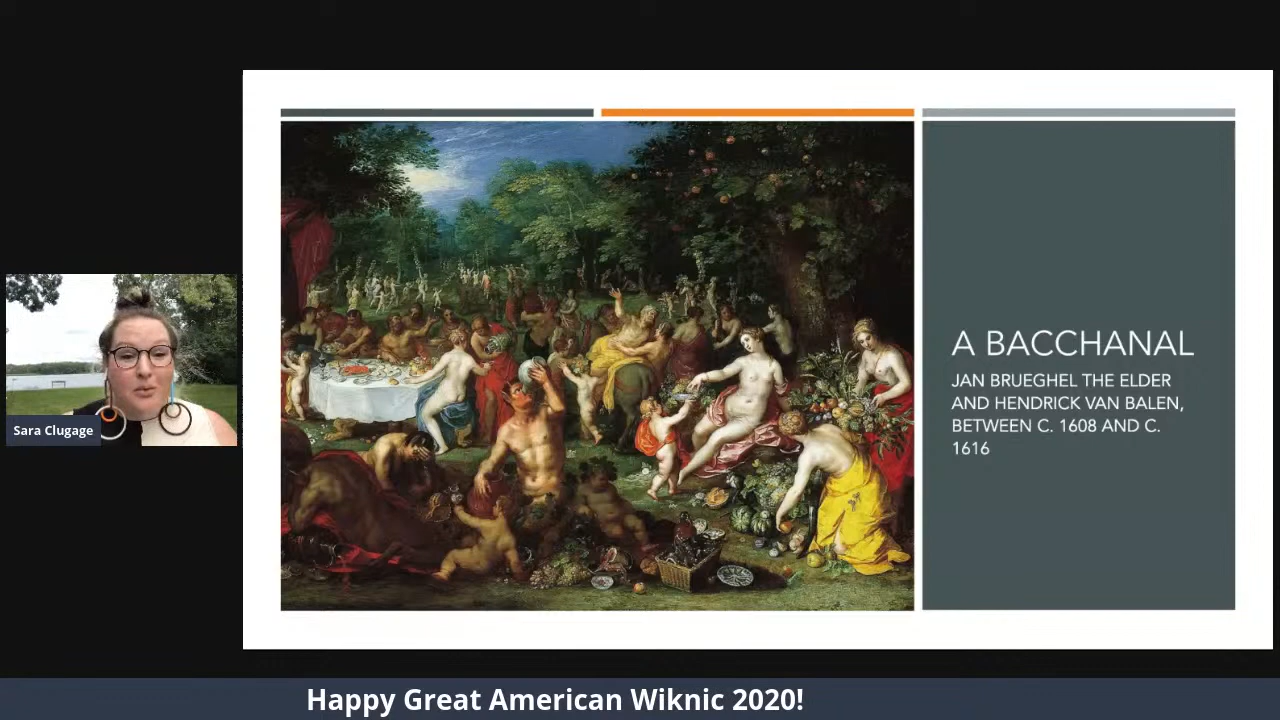 A BACCHANAL
JAN BRUEGHEL THE ELDER
AND HENDRICK VAN BALEN,
BETWEEN C. 1608 AND C.
1616
Sara Clugage
Happy Great American Wiknic 2020!